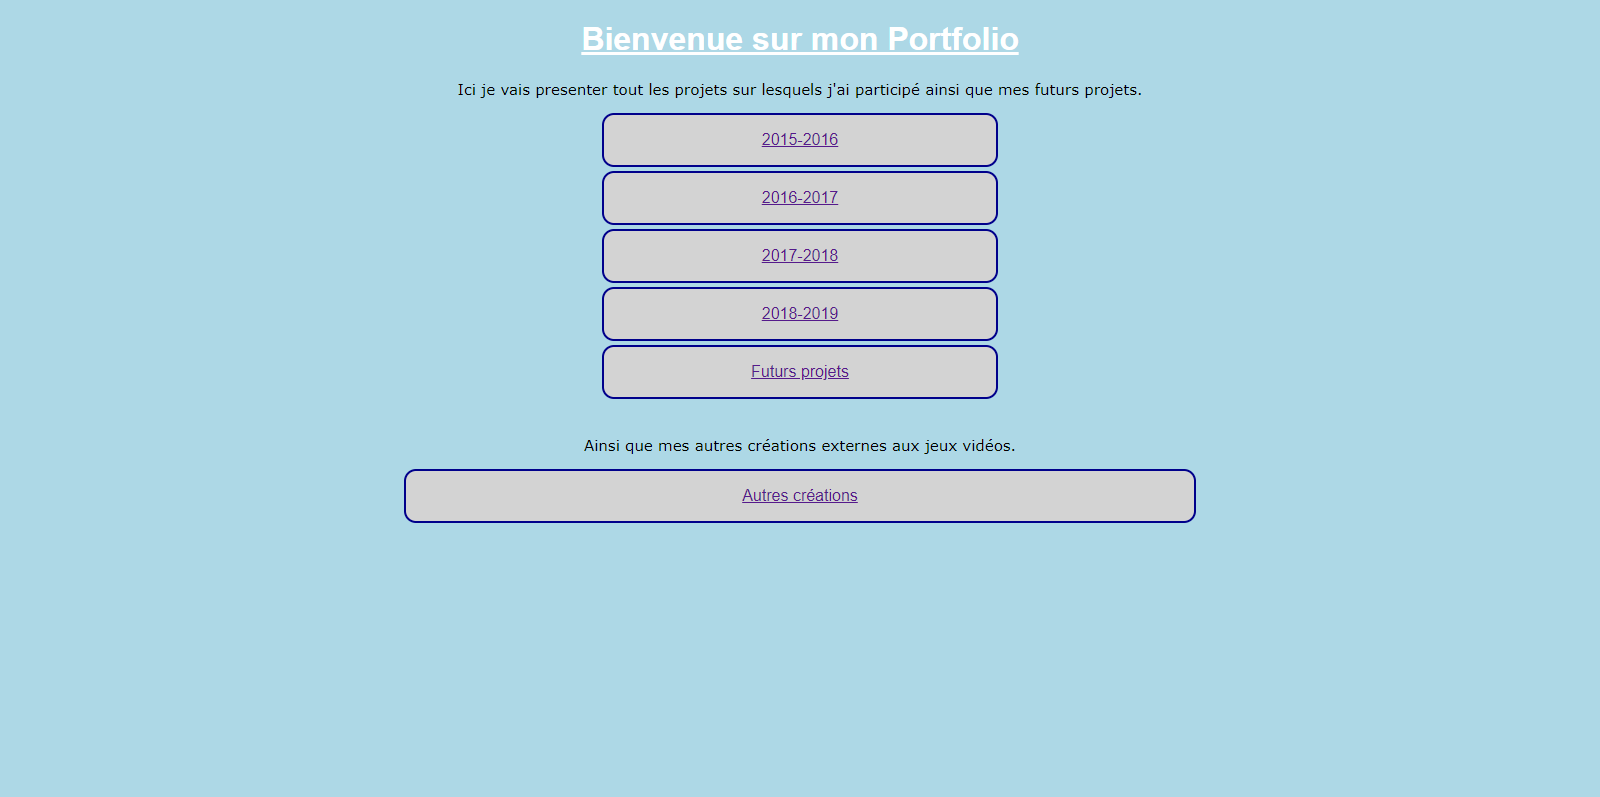 Bienvenue sur mon Portfolio
Ici je vais presenter tout les projets sur lesquels j'ai participé ainsi que mes futurs projets.
2015-2016
2016-2017
2017-2018
2018-2019
Futurs projets
Ainsi que mes autres créations externes aux jeux vidéos.
Autres créations